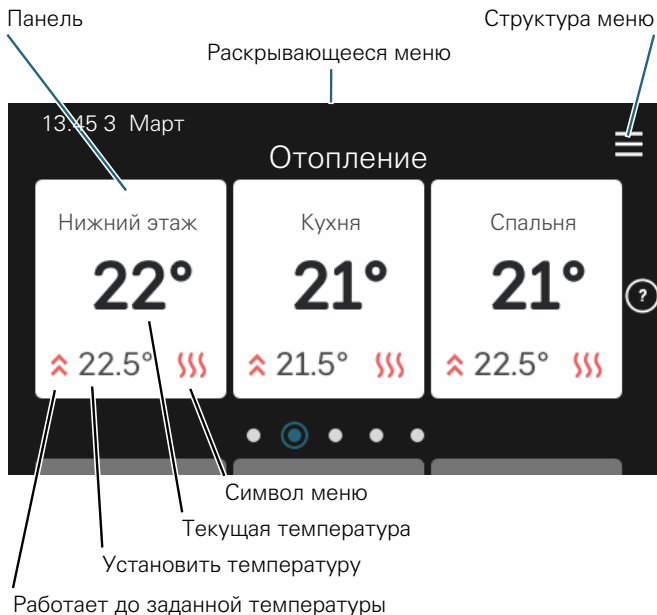 Панель
Структура меню
Раскрывающееся меню
13:45 3 Март
Отопление
Нижний этаж
Кухня
Спальня
22°
21°
21°
?
22.5°
21.5°
22.5°
Символ меню
Текущая температура
Установить температуру
Работает до заданной температуры